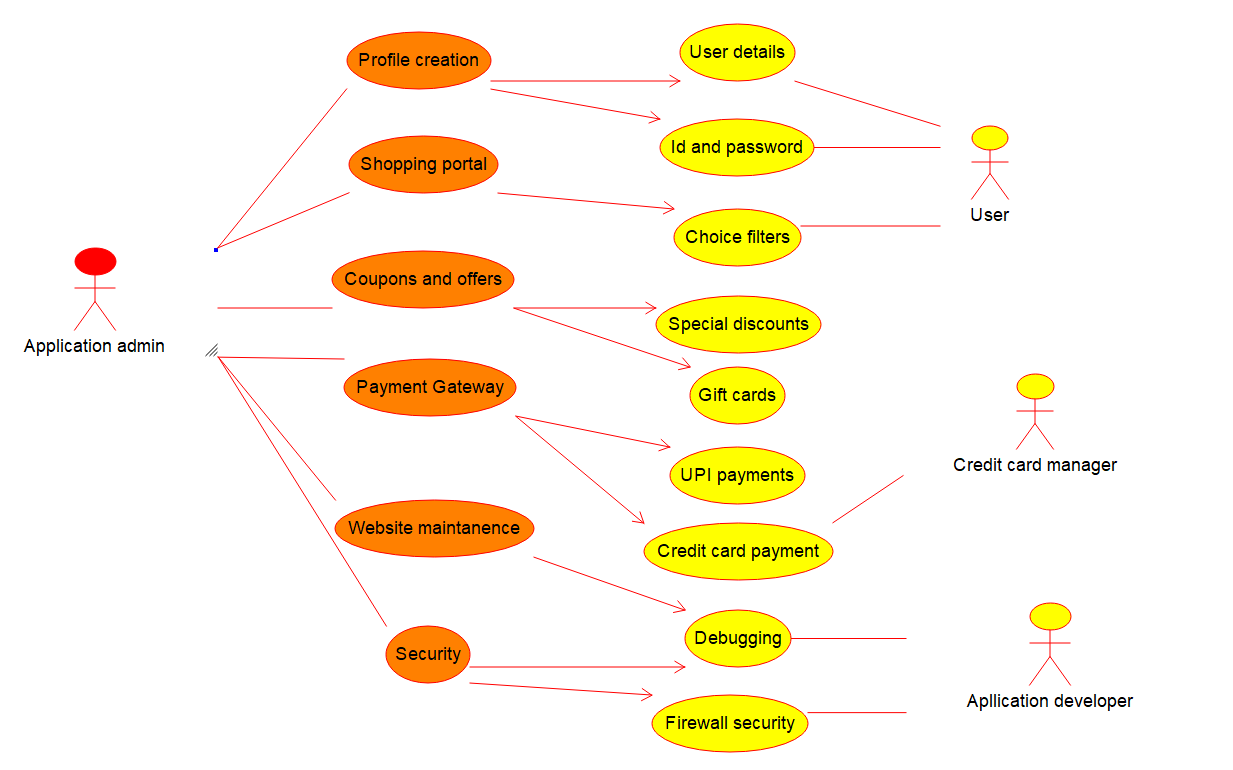 Profile creation
User details
Id and password
Shopping portal
User
Choice filters
Coupons and offers
Special discounts
Application admin
Payment Gateway
Gift cards
Credit card manager
UPI payments
Website maintanence
Credit card payment
Debugging
Security
Apllication developer
Firewall security